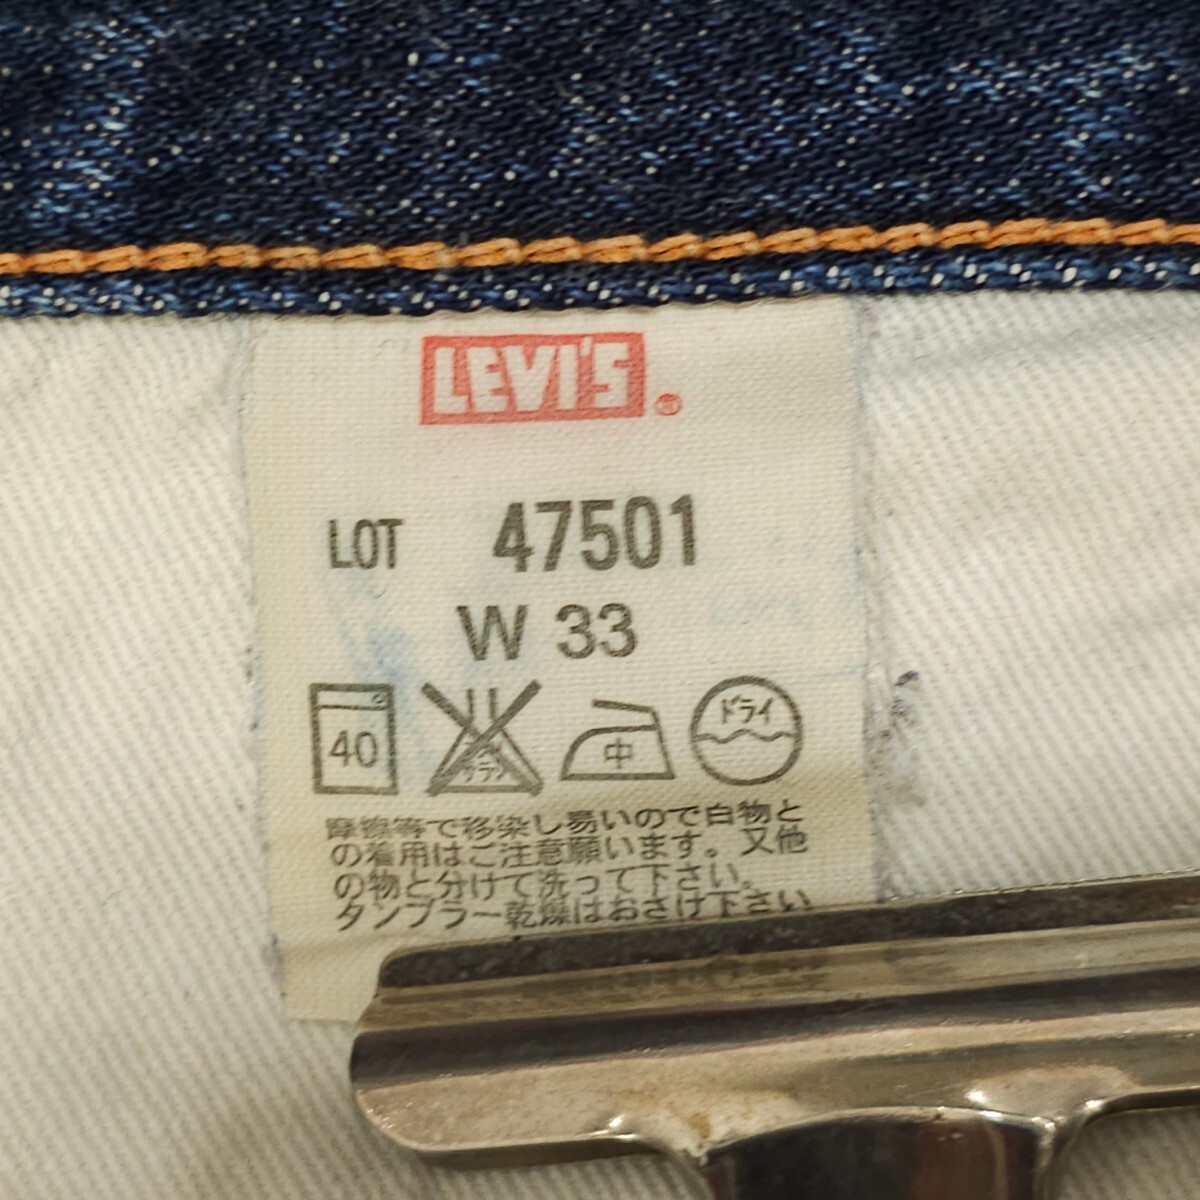 LEVI'S ®
LOT 47501
W 33
40 サラシ 中 ドライ
摩擦等で移染し易いので白物と
の着用はご注意願います。又他
の物と分けて洗って下さい。
タンブラー乾燥はおさけ下さい